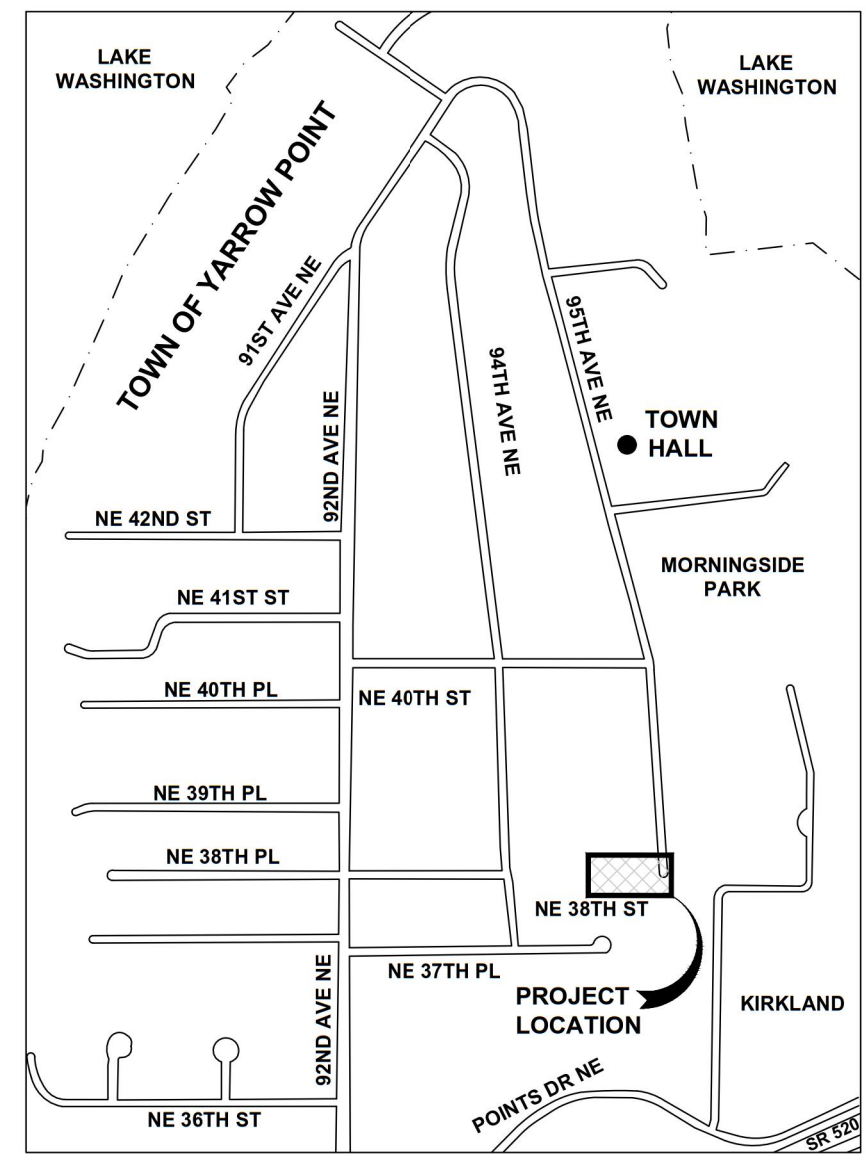 LAKE
WASHINGTON
LAKE
WASHINGTON
TOWN OF YARROW POINT
91ST AVE NE
95TH AVE NE
94TH AVE NE
92ND AVE NE
TOWN
HALL
NE 42ND ST
MORNINGSIDE
PARK
NE 41ST ST
NE 40TH PL
NE 40TH ST
NE 39TH PL
NE 38TH PL
NE 38TH ST
NE 37TH PL
92ND AVE NE
PROJECT
LOCATION
KIRKLAND
POINTS DR NE
NE 36TH ST
SR 520